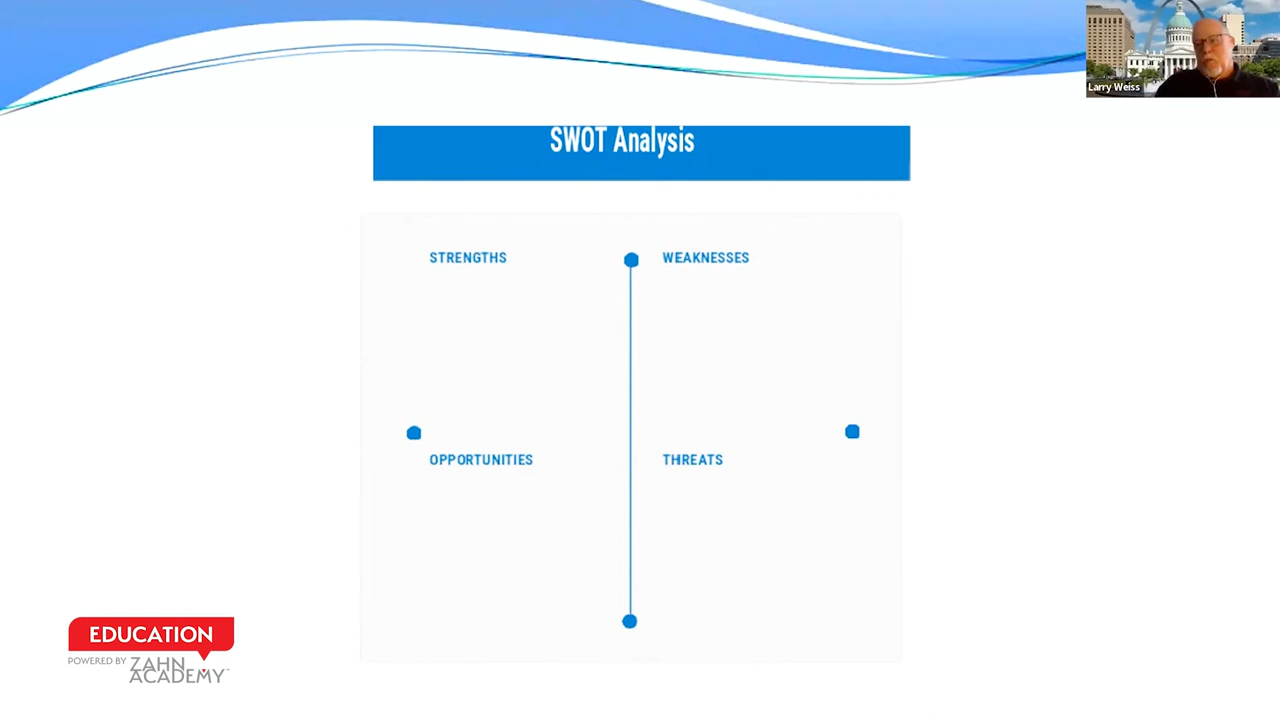 Larry Weiss
SWOT Analysis
STRENGTHS
WEAKNESSES
OPPORTUNITIES
THREATS
EDUCATION
POWERED BY ZAHN
ACADEMY